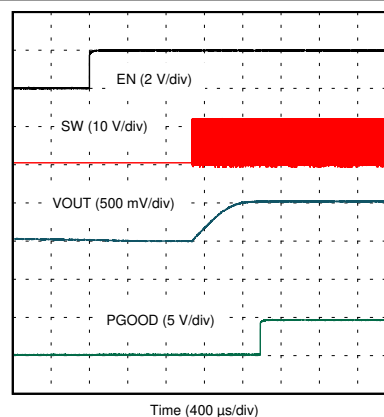 EN (2 V/div)
SW (10 V/div)
VOUT (500 mV/div)
PGOOD (5 V/div)
Time (400 µs/div)